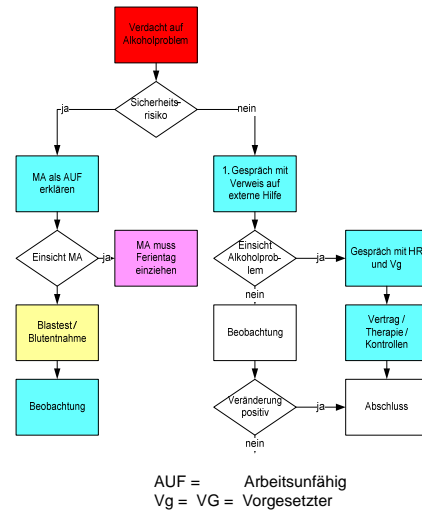 Verdacht auf
Alkoholproblem
Sicherheits-
risiko
ja
nein
MA als AUF
erklären
1. Gespräch mit
Verweis auf
externe Hilfe
Einsicht MA
ja
MA muss
Ferientag
einziehen
Einsicht
Alkoholprob-
lem
ja
Gespräch mit HR
und Vg
nein
Blastest /
Blutentnahme
Beobachtung
Vertrag /
Therapie /
Kontrollen
Beobachtung
Veränderung
positiv
ja
Abschluss
nein
AUF = Arbeitsunfähig
Vg = VG = Vorgesetzter